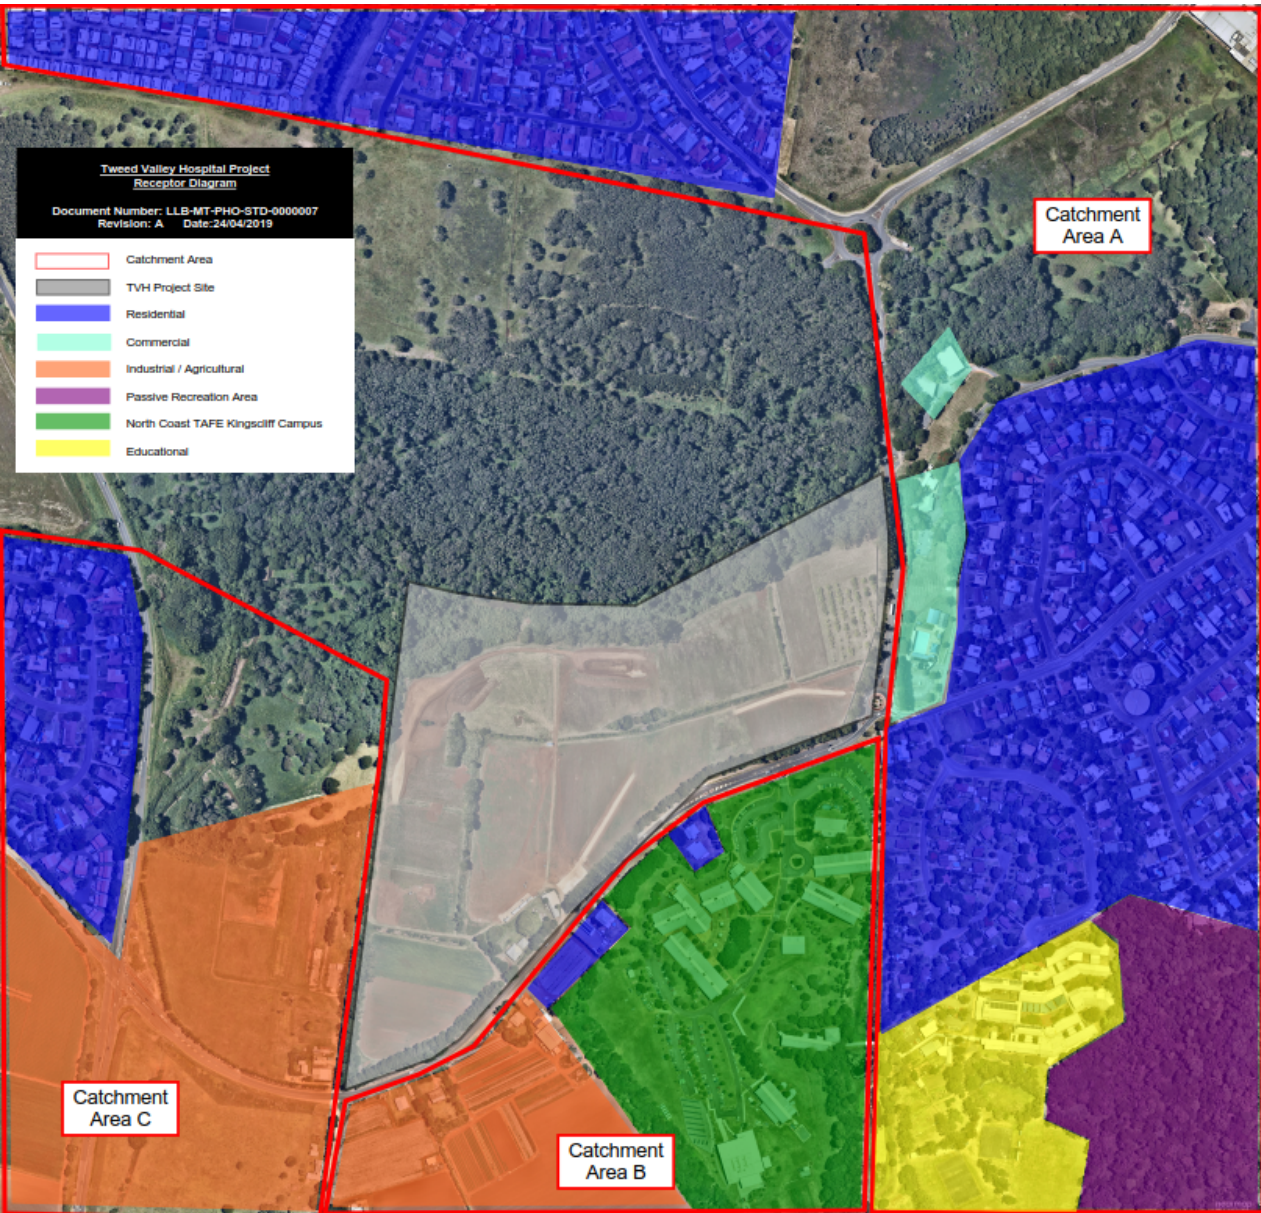 Tweed Valley Hospital Project
Receptor Diagram
Document Number: LLB-MT-PHO-STD-0000007
Revision: A Date:24/04/2019
Catchment Area
TVH Project Site
Residential
Commercial
Industrial / Agricultural
Passive Recreation Area
North Coast TAFE Kingscliff Campus
Educational
Catchment
Area A
Catchment
Area C
Catchment
Area B